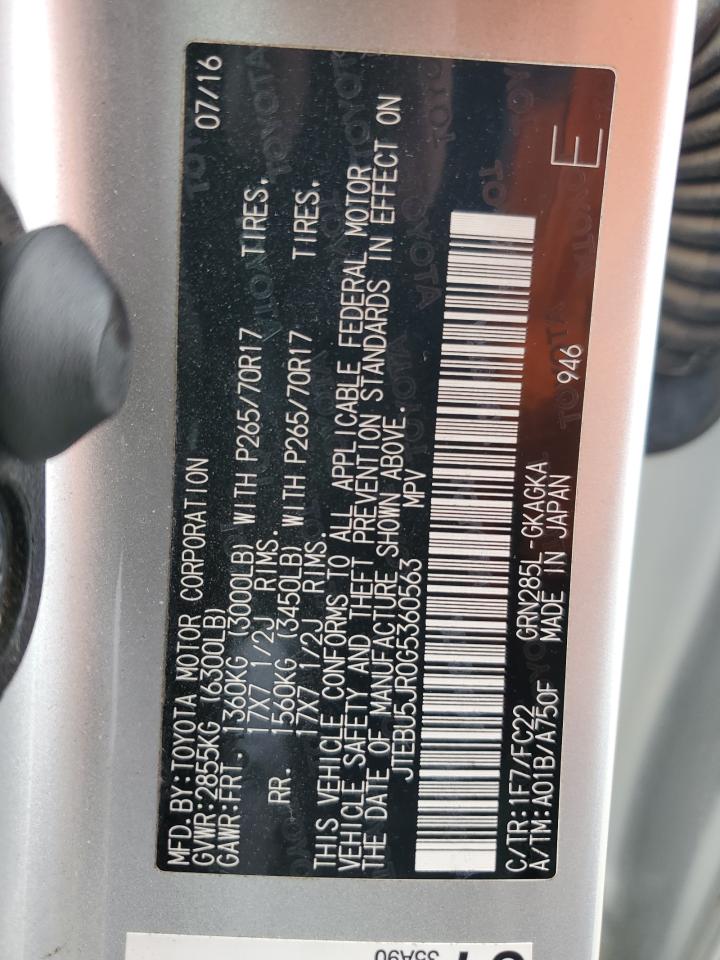 MFD.BY:TOYOTA MOTOR CORPORATION 07/16
GVWR:2855KG (6300LB)
GAWR:FRT. 1360KG (3000LB) WITH P265/70R17 TIRES.
17X7 1/2J RIMS.
RR. 1560KG (3450LB) WITH P265/70R17 TIRES.
17X7 1/2J RIMS.
THIS VEHICLE CONFORMS TO ALL APPLICABLE FEDERAL MOTOR
VEHICLE SAFETY AND THEFT PREVENTION STANDARDS IN EFFECT ON
THE DATE OF MANUFACTURE SHOWN ABOVE.
JTEBU5JR0G5360563 MPV
C/TR:1F7/FC22 GRN285L-GKAGKA
A/TM:A01B/A750F MADE IN JAPAN 946 E
35A90